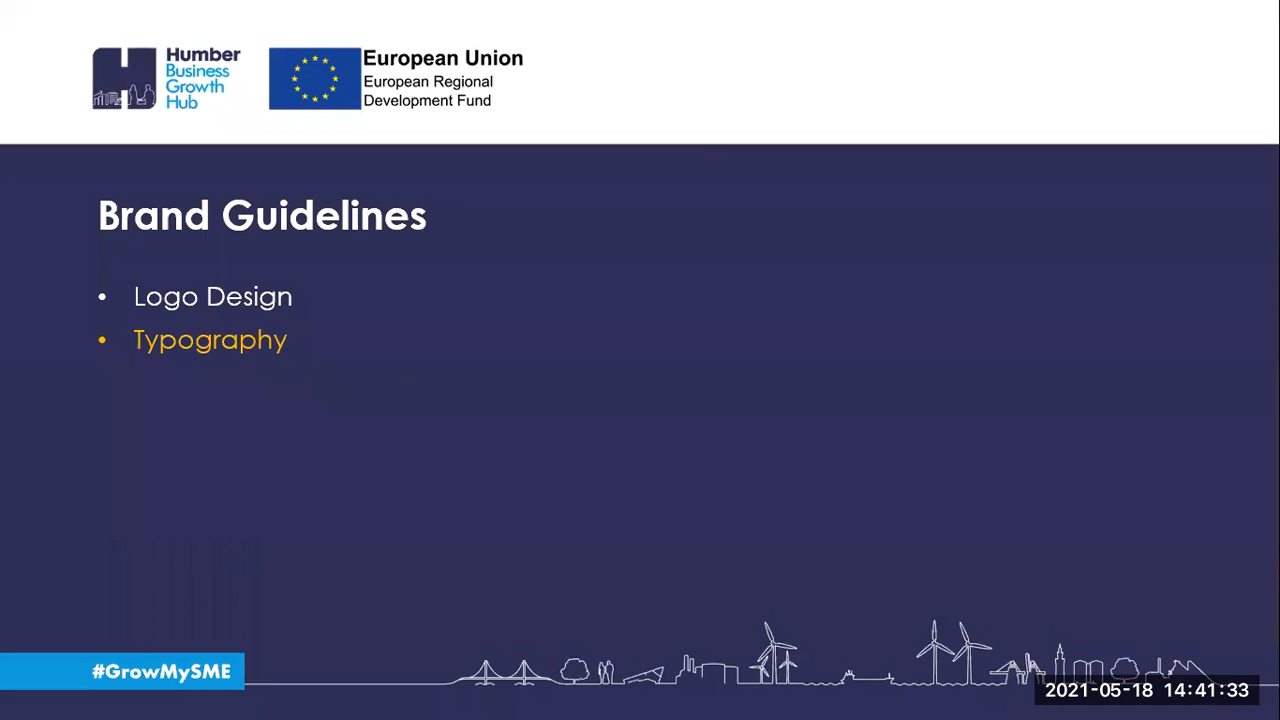 Humber
Business
Growth
Hub
European Union
European Regional
Development Fund
Brand Guidelines
• Logo Design
• Typography
#GrowMySME
2021-05-18 14:41:33